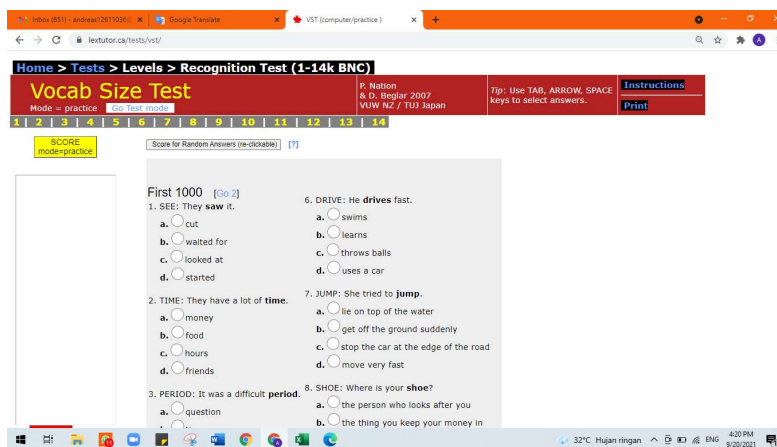 Inbox (651) - andreas12611036@
Google Translate
VST (computer/practice )
lextutor.ca/tests/vst/
Home > Tests > Levels > Recognition Test (1-14k BNC)
Vocab Size Test
Mode = practice Go Test mode
P. Nation
& D. Beglar 2007
VUW NZ / TUJ Japan
Tip: Use TAB, ARROW, SPACE
keys to select answers.
Instructions
Print
1 | 2 | 3 | 4 | 5 | 6 | 7 | 8 | 9 | 10 | 11 | 12 | 13 | 14
SCORE
mode=practice
Score for Random Answers (re-clickable) [?]
First 1000 [Go 2]
1. SEE: They saw it.
a. cut
b. waited for
c. looked at
d. started
2. TIME: They have a lot of time.
a. money
b. food
c. hours
d. friends
3. PERIOD: It was a difficult period.
a. question
6. DRIVE: He drives fast.
a. swims
b. learns
c. throws balls
d. uses a car
7. JUMP: She tried to jump.
a. lie on top of the water
b. get off the ground suddenly
c. stop the car at the edge of the road
d. move very fast
8. SHOE: Where is your shoe?
a. the person who looks after you
b. the thing you keep your money in
32°C Hujan ringan
ENG
4:20 PM
9/20/2021